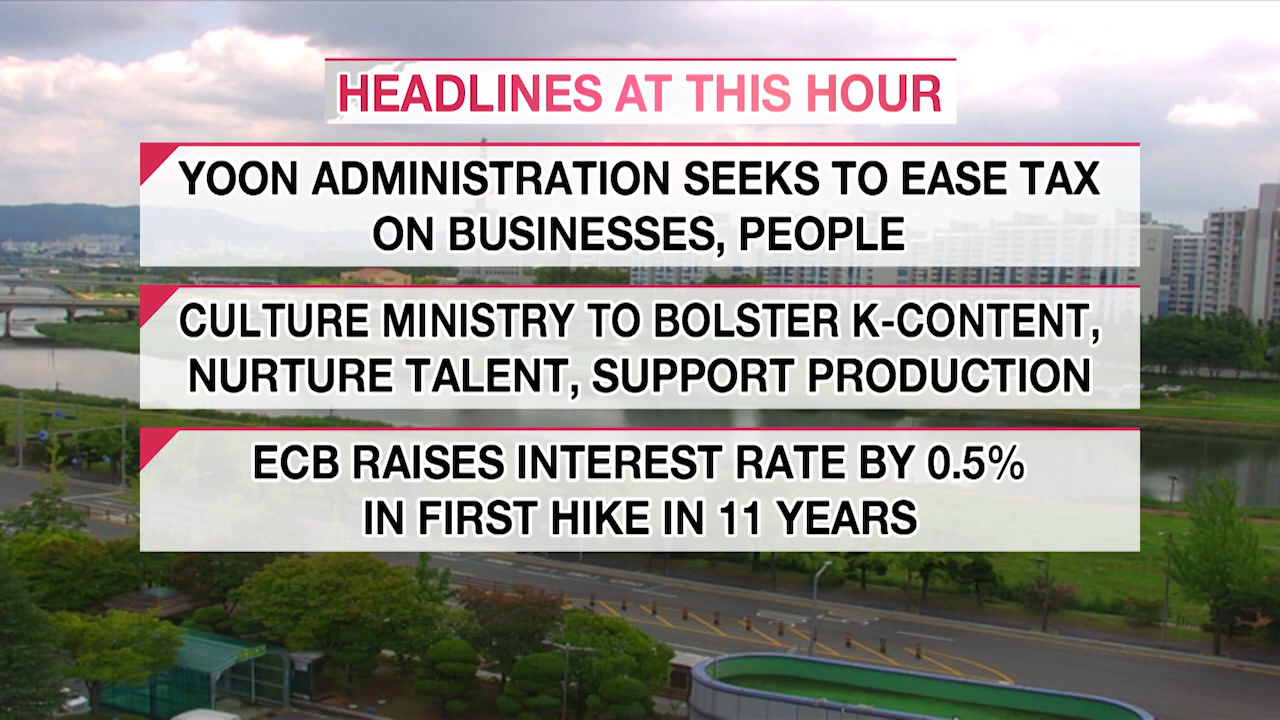 HEADLINES AT THIS HOUR
YOON ADMINISTRATION SEEKS TO EASE TAX
ON BUSINESSES, PEOPLE
CULTURE MINISTRY TO BOLSTER K-CONTENT,
NURTURE TALENT, SUPPORT PRODUCTION
ECB RAISES INTEREST RATE BY 0.5%
IN FIRST HIKE IN 11 YEARS